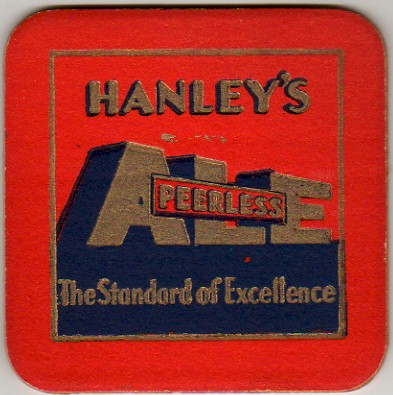 HANLEY'S
ALE
PEERLESS
The Standard of Excellence